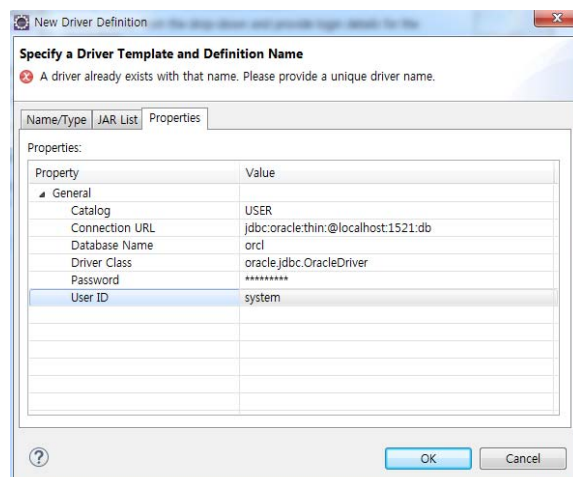 New Driver Definition
Specify a Driver Template and Definition Name
A driver already exists with that name. Please provide a unique driver name.
Name/Type JAR List Properties
Properties:
Property Value
General
Catalog USER
Connection URL jdbc:oracle:thin:@localhost:1521:db
Database Name orcl
Driver Class oracle.jdbc.OracleDriver
Password *********
User ID system
OK Cancel